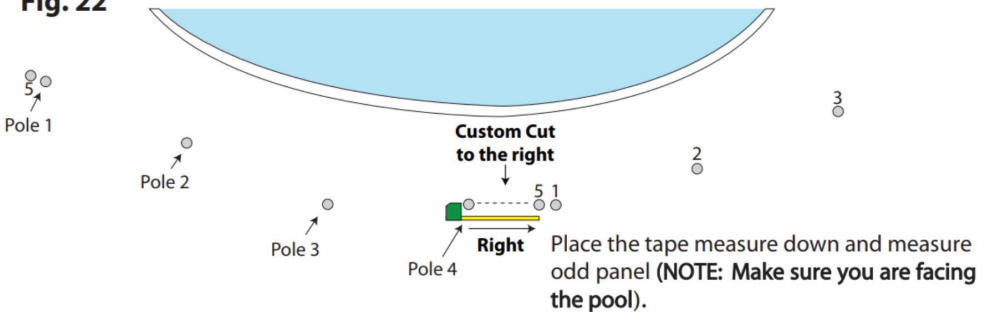 Fig. 22
5
Pole 1
Pole 2
Pole 3
Custom Cut
to the right
5 1
2
3
Pole 4
Right
Place the tape measure down and measure
odd panel (NOTE: Make sure you are facing
the pool).